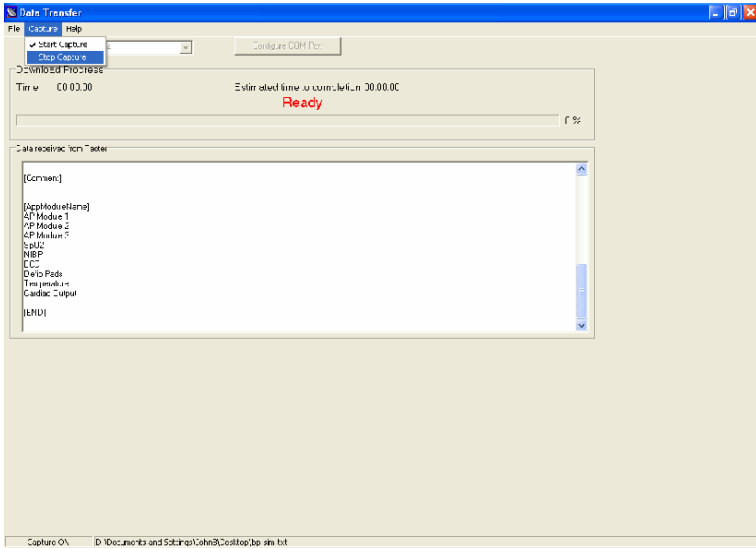 Data Transfer
File Capture Help
Start Capture
Stop Capture
Configure COM Port
Download Progress
Time 00:00:00 Estimated time to completion 00:00:00
Ready
0 %
Data received from Tester
[Comment]
[AppModuleName]
AP Module 1
AP Module 2
AP Module 3
SpO2
NIBP
ECG
Defib Pads
Temperature
Cardiac Output
[END]
Capture ON D:\Documents and Settings\JohnB\Desktop\bp sim.txt